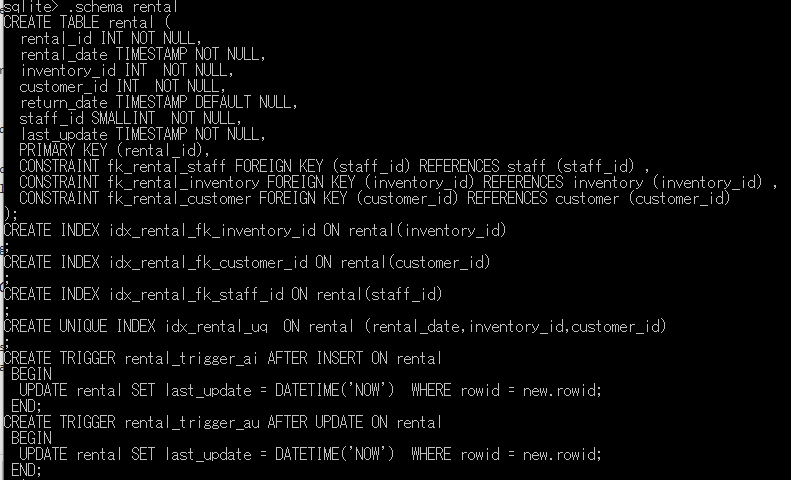 sqlite> .schema rental
CREATE TABLE rental (
  rental_id INT NOT NULL,
  rental_date TIMESTAMP NOT NULL,
  inventory_id INT  NOT NULL,
  customer_id INT  NOT NULL,
  return_date TIMESTAMP DEFAULT NULL,
  staff_id SMALLINT  NOT NULL,
  last_update TIMESTAMP NOT NULL,
  PRIMARY KEY (rental_id),
  CONSTRAINT fk_rental_staff FOREIGN KEY (staff_id) REFERENCES staff (staff_id) ,
  CONSTRAINT fk_rental_inventory FOREIGN KEY (inventory_id) REFERENCES inventory (inventory_id) ,
  CONSTRAINT fk_rental_customer FOREIGN KEY (customer_id) REFERENCES customer (customer_id)
);
CREATE INDEX idx_rental_fk_inventory_id ON rental(inventory_id)
;
CREATE INDEX idx_rental_fk_customer_id ON rental(customer_id)
;
CREATE INDEX idx_rental_fk_staff_id ON rental(staff_id)
;
CREATE UNIQUE INDEX idx_rental_uq  ON rental (rental_date,inventory_id,customer_id)
;
CREATE TRIGGER rental_trigger_ai AFTER INSERT ON rental
 BEGIN
  UPDATE rental SET last_update = DATETIME('NOW')  WHERE rowid = new.rowid;
 END;
CREATE TRIGGER rental_trigger_au AFTER UPDATE ON rental
 BEGIN
  UPDATE rental SET last_update = DATETIME('NOW')  WHERE rowid = new.rowid;
 END;